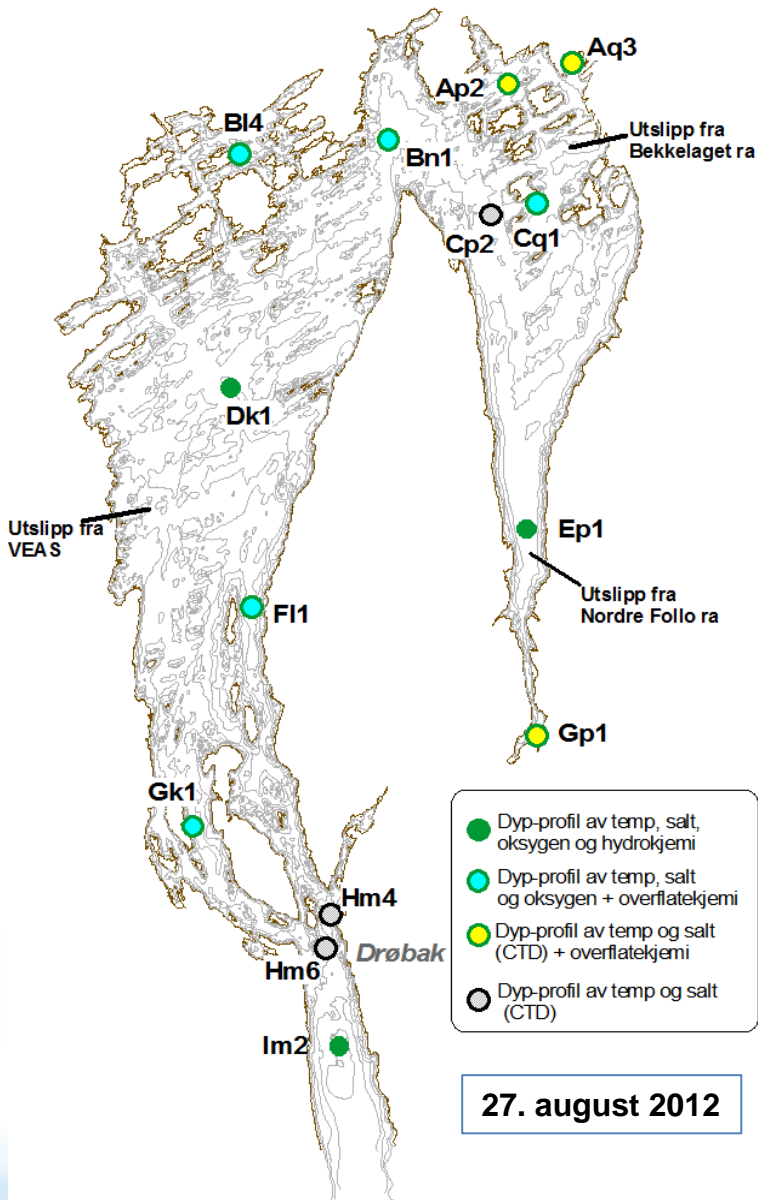 Aq3
Ap2
Bl4
Bn1
Utslipp fra
Bekkelaget ra
Cp2
Cq1
Dk1
Utslipp fra
VEAS
Ep1
Utslipp fra
Nordre Follo ra
Fl1
Gp1
Gk1
Dyp-profil av temp, salt,
oksygen og hydrokjemi
Dyp-profil av temp, salt
og oksygen + overflatekjemi
Dyp-profil av temp og salt
(CTD) + overflatekjemi
Dyp-profil av temp og salt
(CTD)
Hm4
Drøbak
Hm6
Im2
27. august 2012